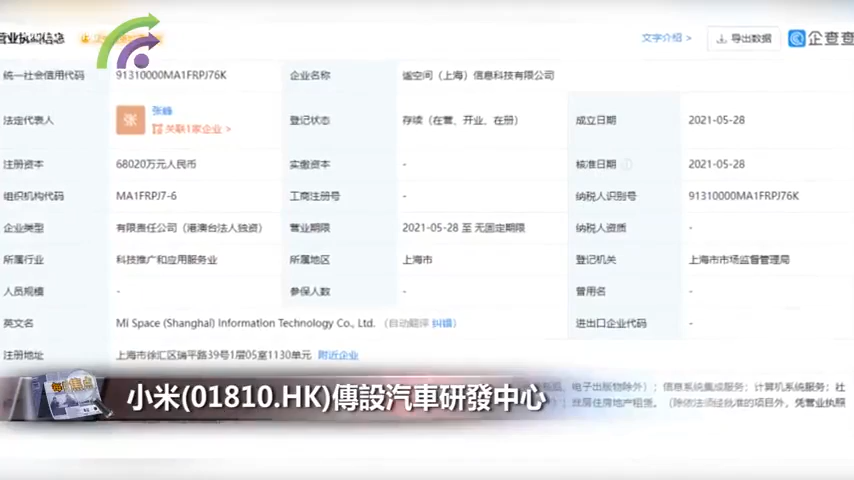 营业执照信息
文字介绍 >
导出数据
企查查
统一社会信用代码 91310000MA1FRPJ76K 企业名称 谧空间（上海）信息科技有限公司
法定代表人 张 张峰 关联1家企业 > 登记状态 存续（在营、开业、在册） 成立日期 2021-05-28
注册资本 68020万元人民币 实缴资本 - 核准日期 2021-05-28
组织机构代码 MA1FRPJ7-6 工商注册号 - 纳税人识别号 91310000MA1FRPJ76K
企业类型 有限责任公司（港澳台法人独资） 营业期限 2021-05-28 至 无固定期限 纳税人资质 -
所属行业 科技推广和应用服务业 所属地区 上海市 登记机关 上海市市场监督管理局
人员规模 - 参保人数 - 曾用名 -
英文名 Mi Space (Shanghai) Information Technology Co., Ltd. （自动翻译 纠错） 进出口企业代码 -
注册地址 上海市徐汇区瑞平路39号1层05室1130单元 附近企业
电子出版物除外）；信息系统集成服务；计算机系统服务；社
住房地产租赁。（除依法须经批准的项目外，凭营业执照
每日焦点
小米(01810.HK)傳設汽車研發中心